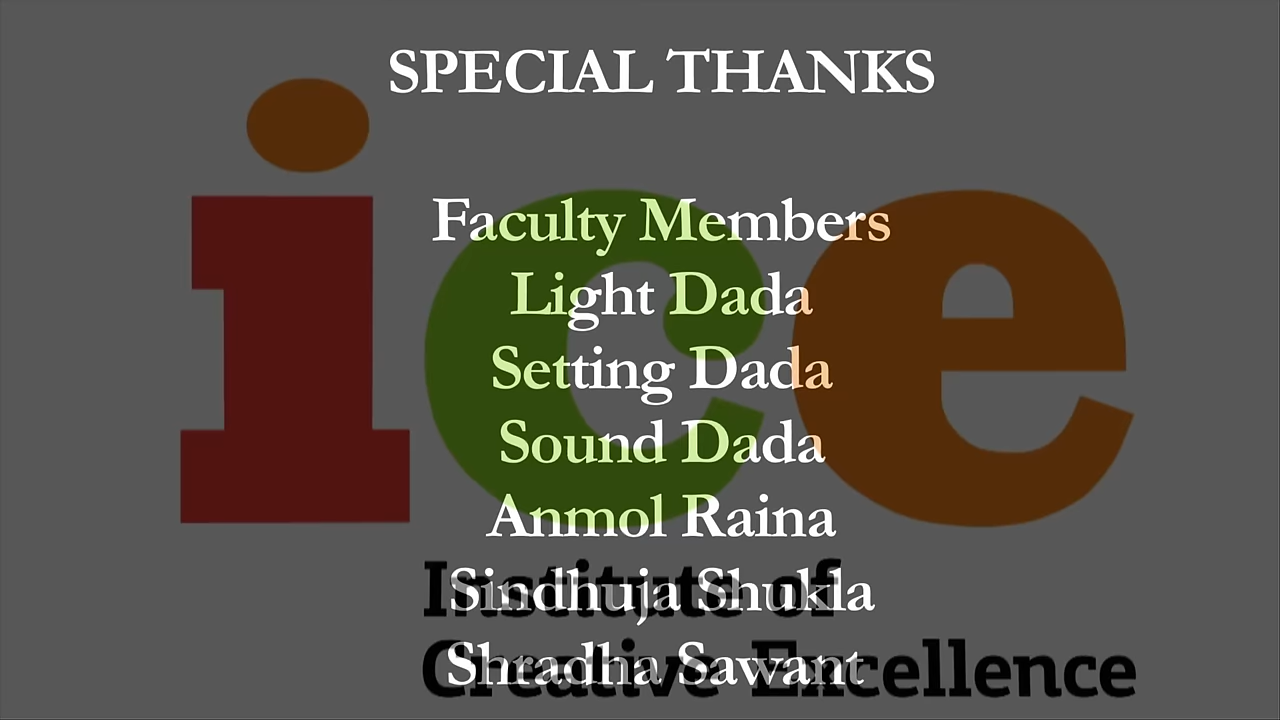 SPECIAL THANKS
ice
Faculty Members
Light Dada
Setting Dada
Sound Dada
Anmol Raina
Sindhuja Shukla
Shradha Sawant
Institute of
Creative Excellence